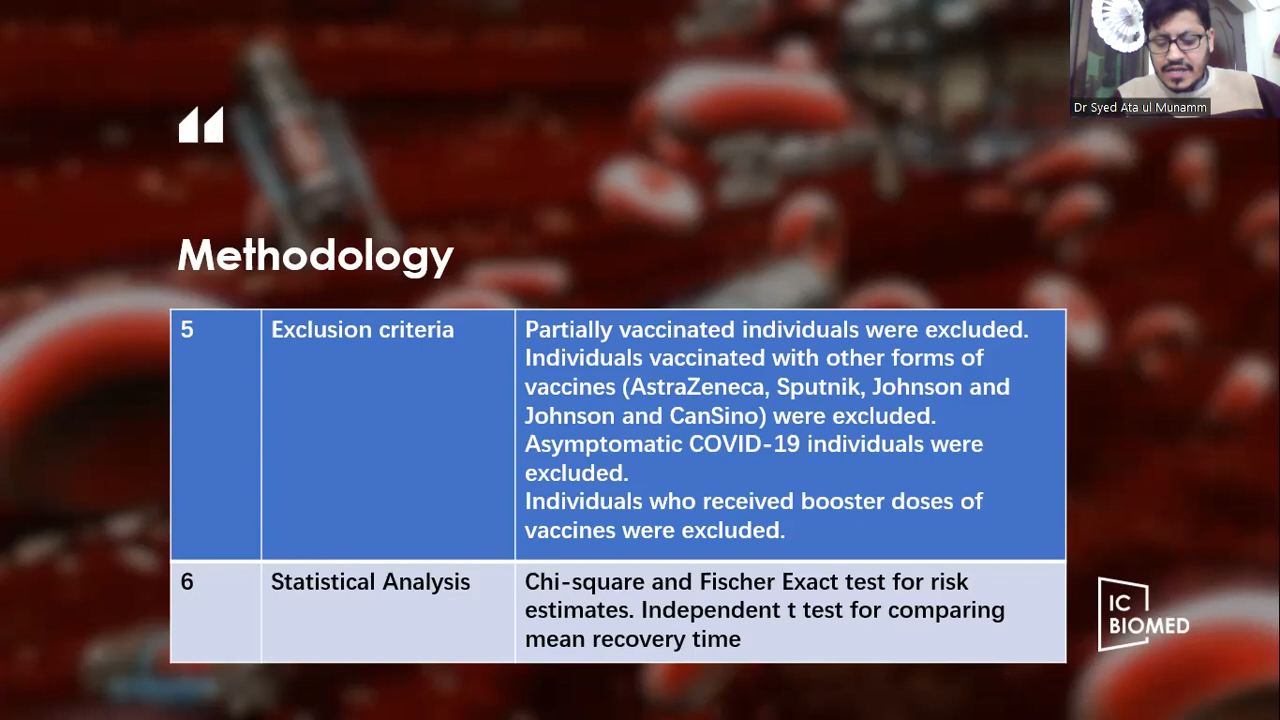 Dr Syed Ata ul Munamm
Methodology
5 Exclusion criteria Partially vaccinated individuals were excluded.
Individuals vaccinated with other forms of
vaccines (AstraZeneca, Sputnik, Johnson and
Johnson and CanSino) were excluded.
Asymptomatic COVID-19 individuals were
excluded.
Individuals who received booster doses of
vaccines were excluded.
6 Statistical Analysis Chi-square and Fischer Exact test for risk
estimates. Independent t test for comparing
mean recovery time
IC
BIOMED